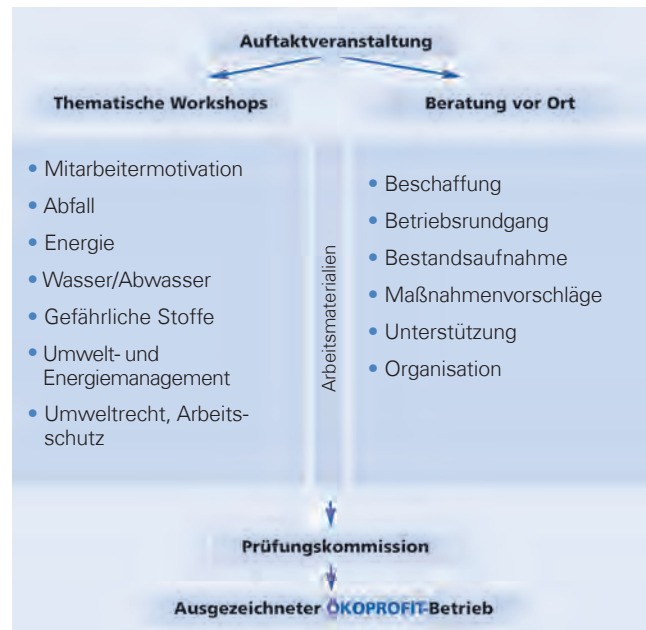 Auftaktveranstaltung
Thematische Workshops
Beratung vor Ort
• Mitarbeitermotivation
• Abfall
• Energie
• Wasser/Abwasser
• Gefährliche Stoffe
• Umwelt- und
Energiemanagement
• Umweltrecht, Arbeits-
schutz
Arbeitsmaterialien
• Beschaffung
• Betriebsrundgang
• Bestandsaufnahme
• Maßnahmenvorschläge
• Unterstützung
• Organisation
Prüfungskommission
Ausgezeichneter ÖKOPROFIT-Betrieb